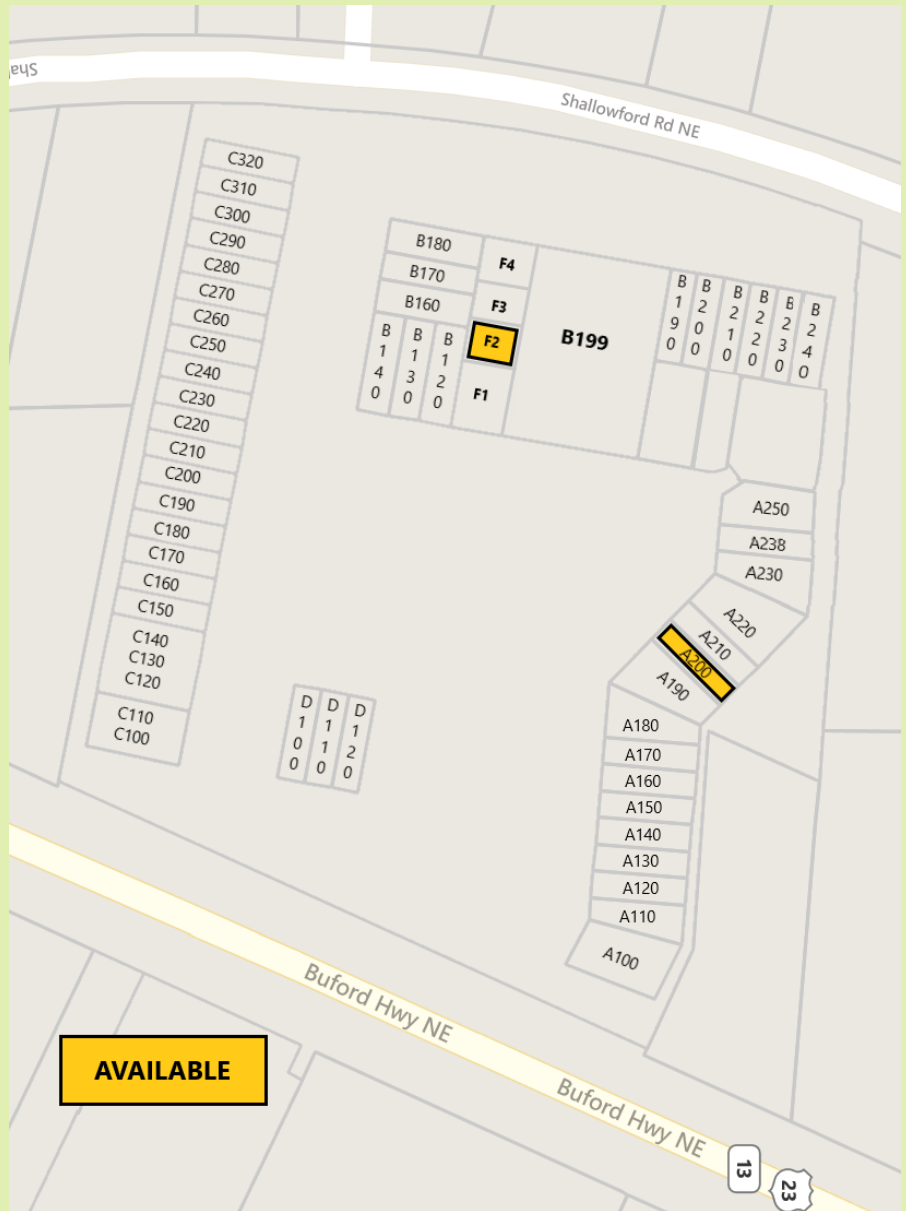 Sha
Shallowford Rd NE
C320
C310
C300
C290
C280
C270
C260
C250
C240
C230
C220
C210
C200
C190
C180
C170
C160
C150
C140
C130
C120
C110
C100
B180
B170
B160
B140
B130
B120
F4
F3
F2
F1
B199
B190
B200
B210
B220
B230
B240
A250
A238
A230
A220
A210
A200
A190
A180
A170
A160
A150
A140
A130
A120
A110
A100
D100
D110
D120
Buford Hwy NE
Buford Hwy NE
AVAILABLE
13
23